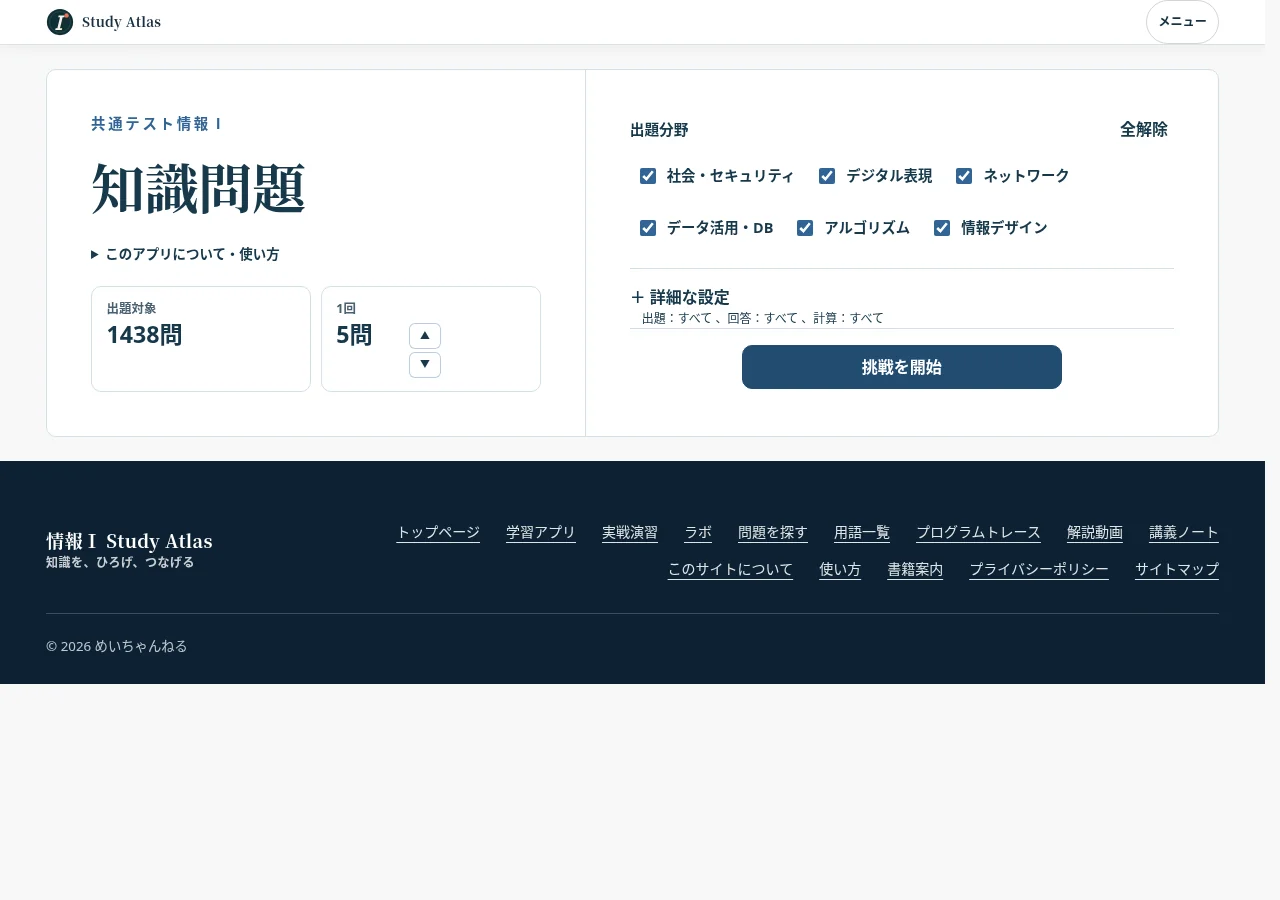 Study Atlas
メニュー
共通テスト情報Ⅰ
知識問題
▶ このアプリについて・使い方
出題対象
1438問
1回
5問
▲
▼
出題分野
全解除
社会・セキュリティ
デジタル表現
ネットワーク
データ活用・DB
アルゴリズム
情報デザイン
＋ 詳細な設定
出題：すべて 、回答：すべて 、計算：すべて
挑戦を開始
情報Ⅰ Study Atlas
知識を、ひろげ、つなげる
トップページ 学習アプリ 実戦演習 ラボ 問題を探す 用語一覧 プログラムトレース 解説動画 講義ノート
このサイトについて 使い方 書籍案内 プライバシーポリシー サイトマップ
© 2026 めいちゃんねる